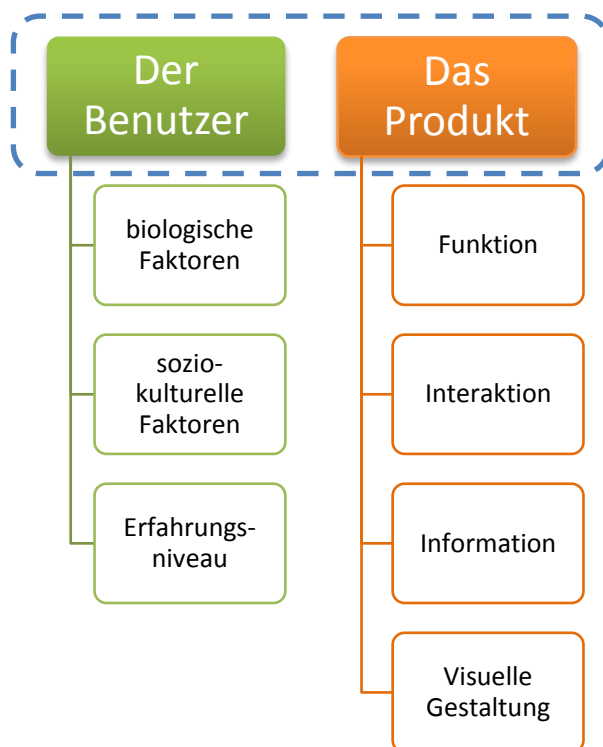 Der
Benutzer
biologische
Faktoren
sozio-
kulturelle
Faktoren
Erfahrungs-
niveau
Das
Produkt
Funktion
Interaktion
Information
Visuelle
Gestaltung